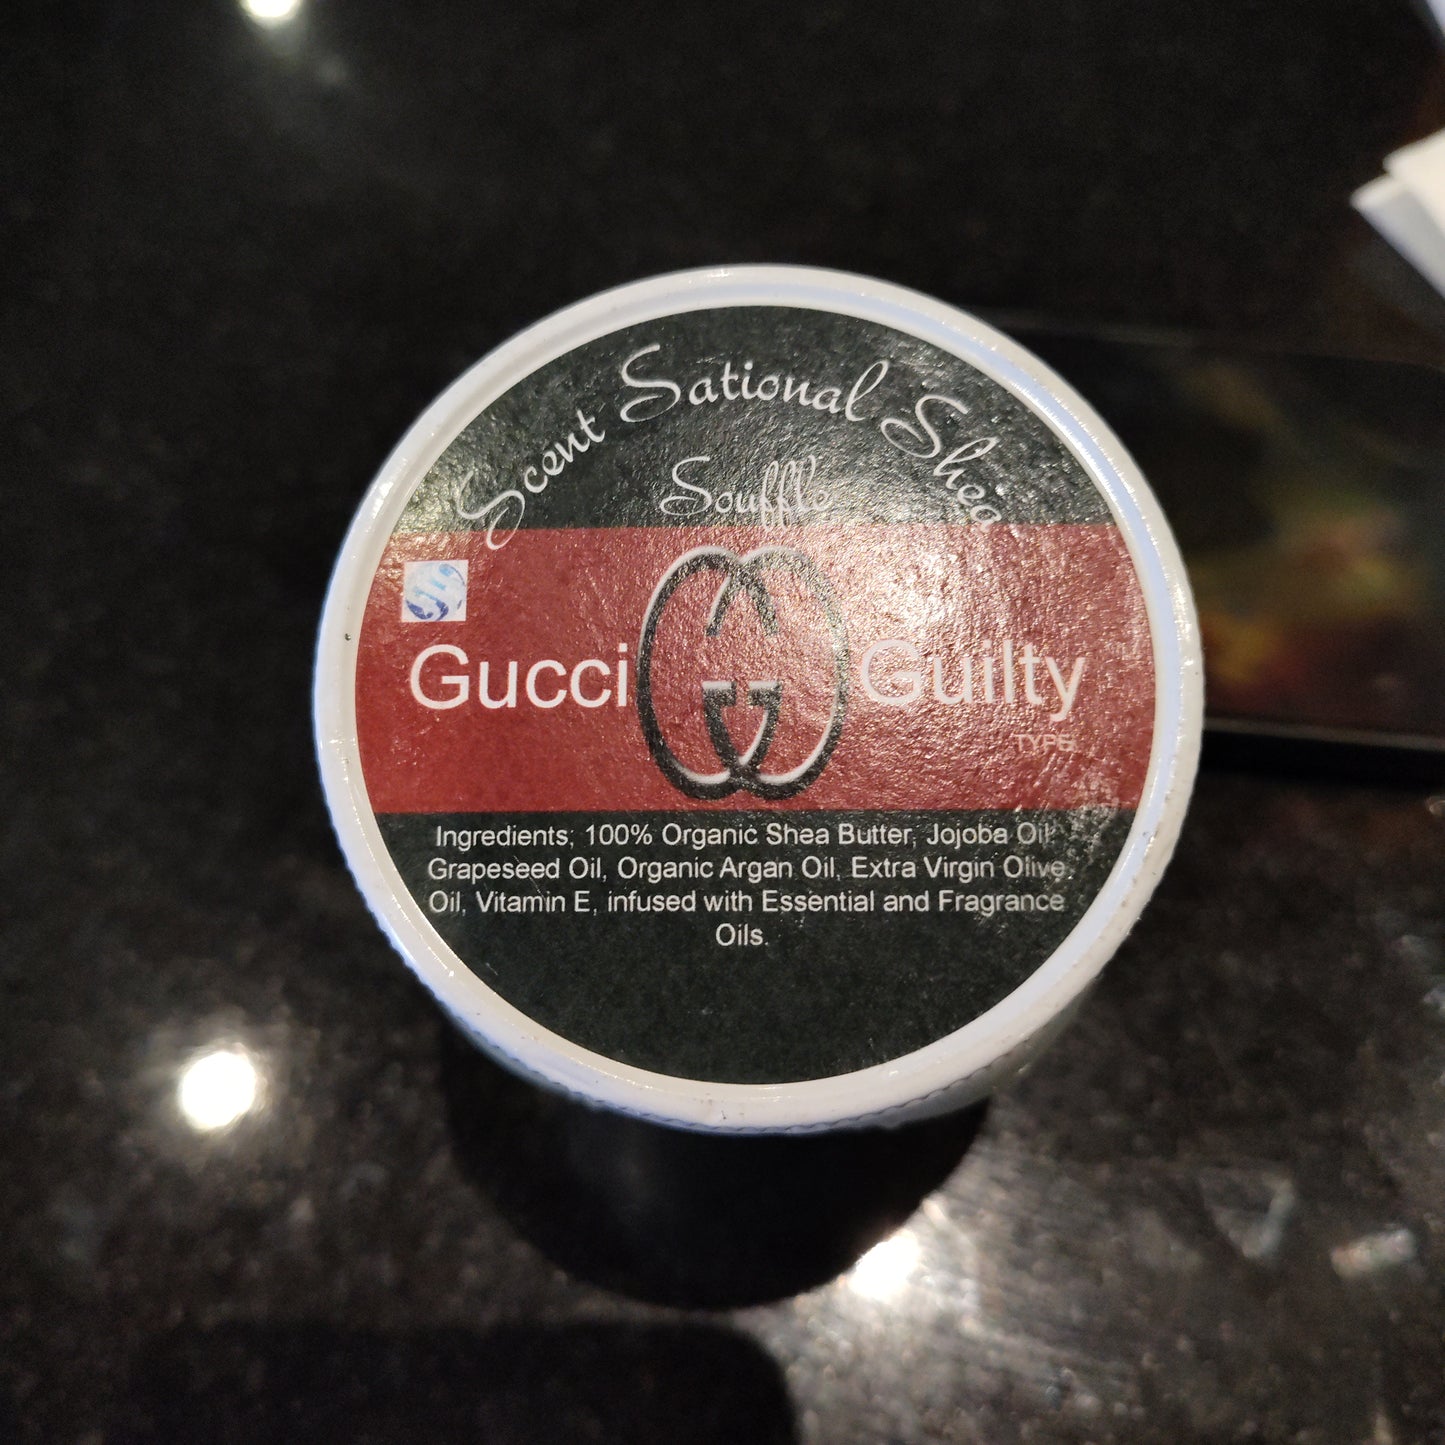 Scent Sational Shea
Souffle
Gucci Guilty
TYPE
Ingredients; 100% Organic Shea Butter, Jojoba Oil
Grapeseed Oil, Organic Argan Oil, Extra Virgin Olive
Oil, Vitamin E, infused with Essential and Fragrance
Oils.